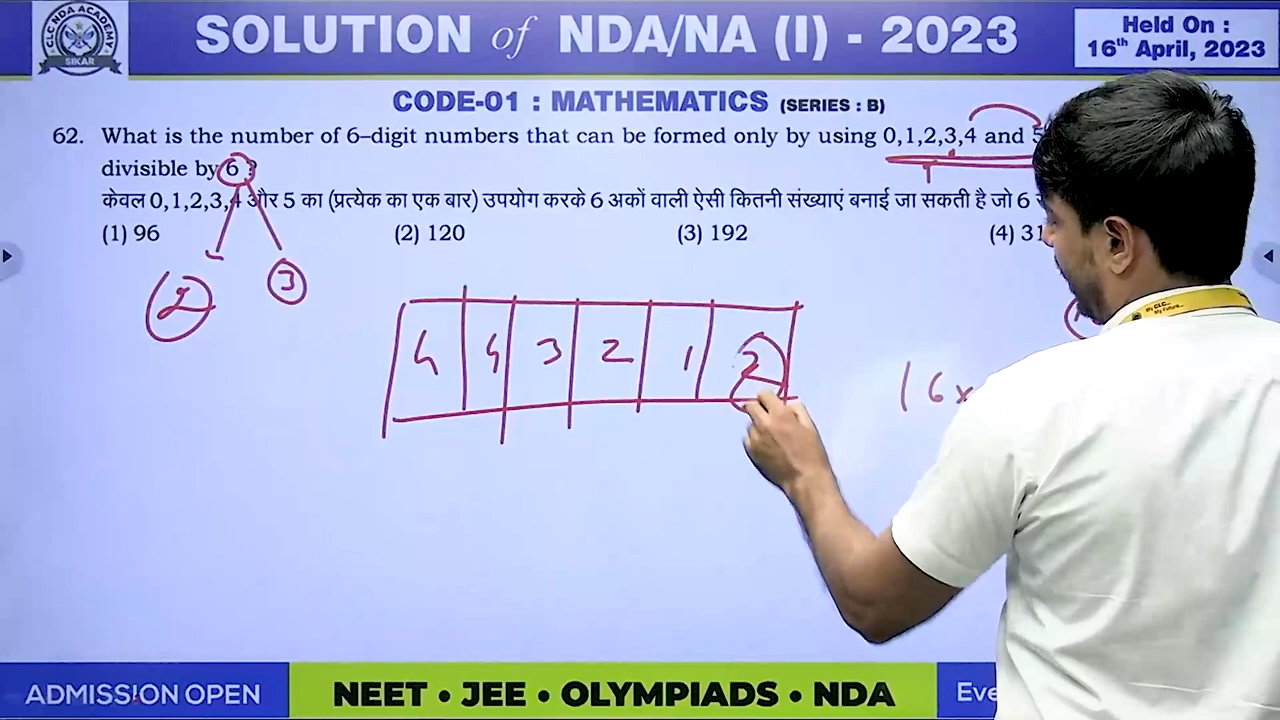 CLC NDA ACADEMY
SIKAR
SOLUTION of NDA/NA (I) - 2023
Held On :
16th April, 2023
CODE-01 : MATHEMATICS (SERIES : B)
62. What is the number of 6–digit numbers that can be formed only by using 0,1,2,3,4 and 5
divisible by 6 ?
केवल 0,1,2,3,4 और 5 का (प्रत्येक का एक बार) उपयोग करके 6 अकों वाली ऐसी कितनी संख्याएं बनाई जा सकती है जो 6
(1) 96 (2) 120 (3) 192 (4) 31
2 3
4 4 3 2 1 2
16x
ADMISSION OPEN
NEET • JEE • OLYMPIADS • NDA
Eve